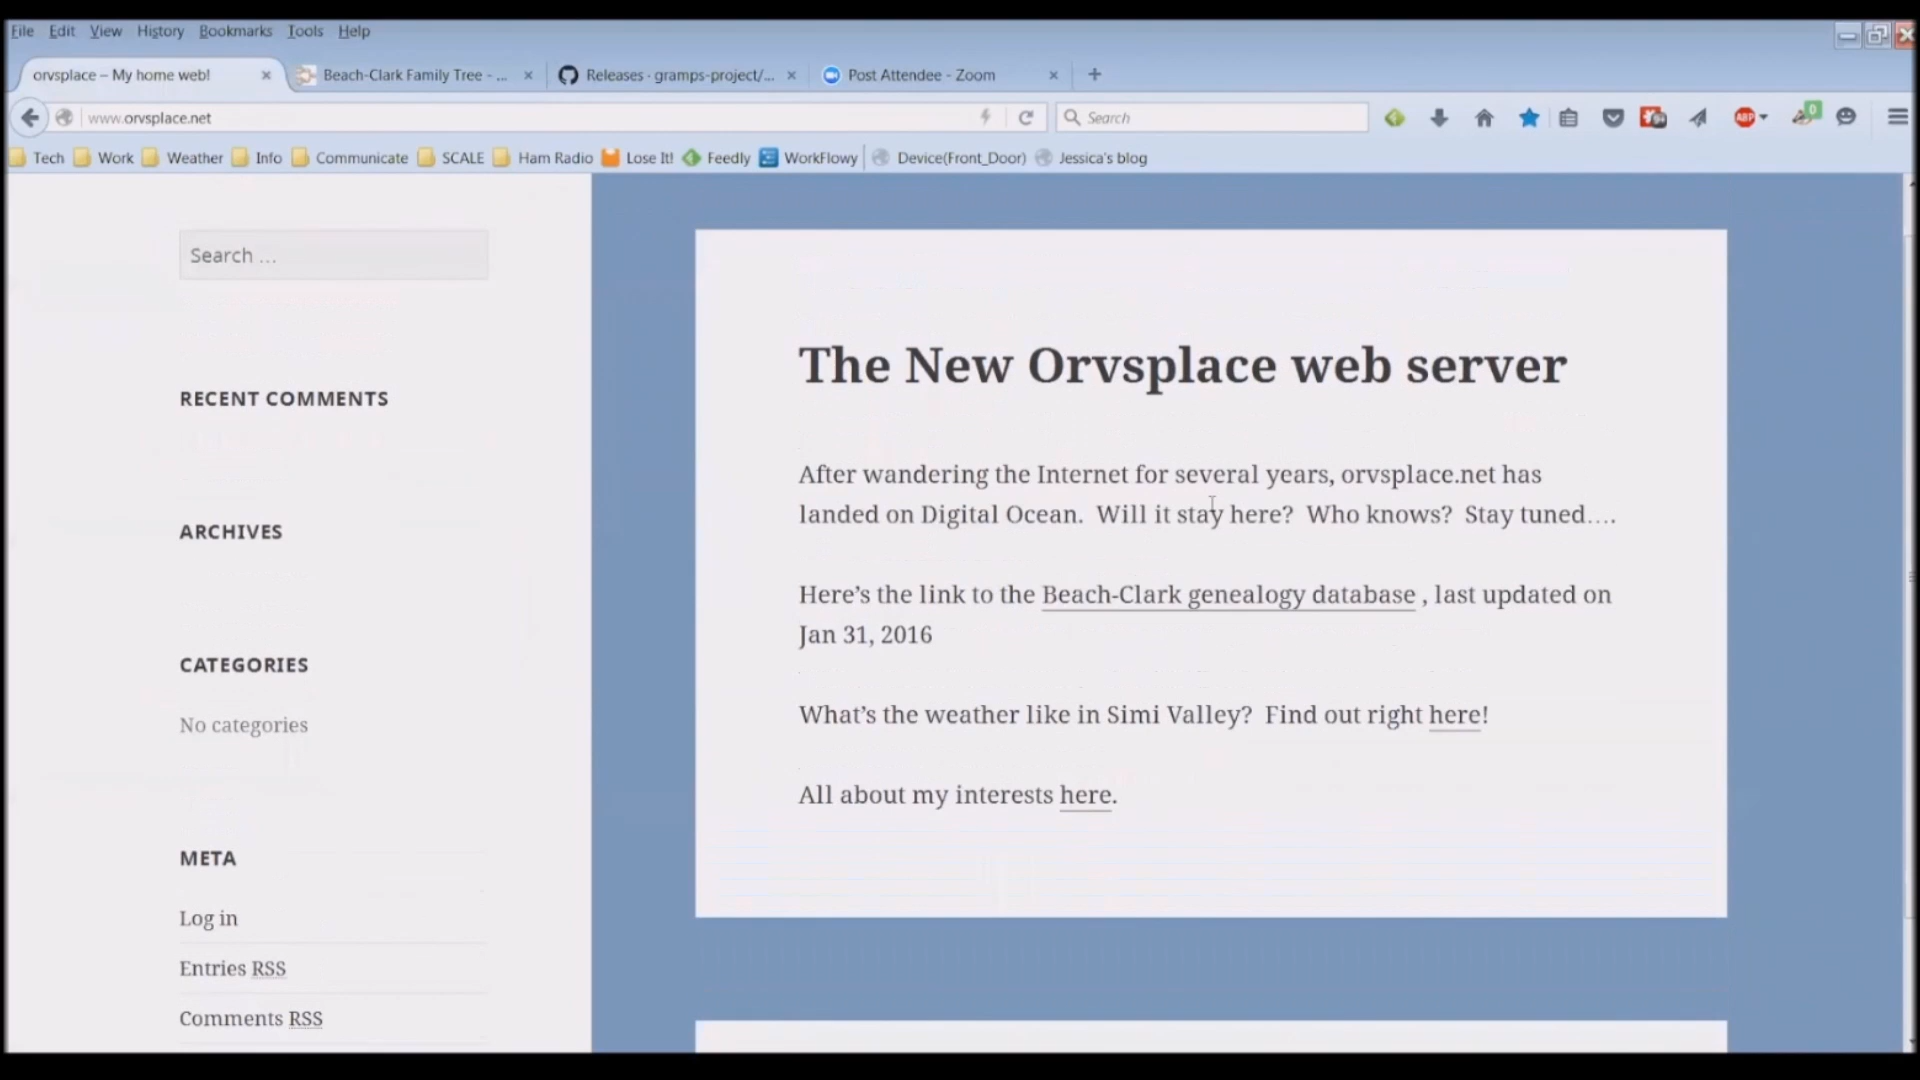 File Edit View History Bookmarks Tools Help
orvsplace – My home web! Beach-Clark Family Tree - ... Releases · gramps-project/... Post Attendee - Zoom
www.orvsplace.net Search
Tech Work Weather Info Communicate SCALE Ham Radio Lose It! Feedly WorkFlowy Device(Front_Door) Jessica's blog
Search ...
RECENT COMMENTS
ARCHIVES
CATEGORIES
No categories
META
Log in
Entries RSS
Comments RSS
The New Orvsplace web server
After wandering the Internet for several years, orvsplace.net has
landed on Digital Ocean.  Will it stay here?  Who knows?  Stay tuned….
Here’s the link to the Beach-Clark genealogy database , last updated on
Jan 31, 2016
What’s the weather like in Simi Valley?  Find out right here!
All about my interests here.